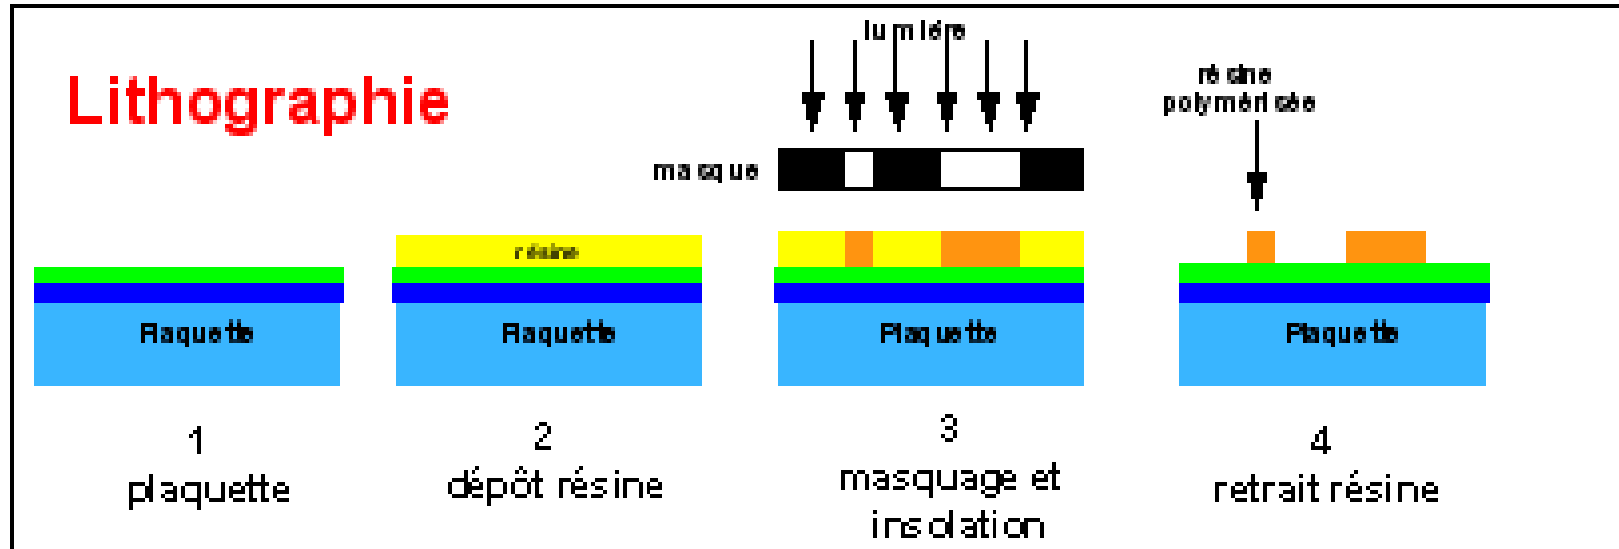 Lithographie
lumière
masque
résine
polymérisée
résine
Plaquette
Plaquette
Plaquette
Plaquette
1
plaquette
2
dépôt résine
3
masquage et
insolation
4
retrait résine